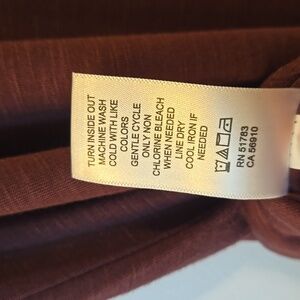 TURN INSIDE OUT
MACHINE WASH
COLD WITH LIKE
COLORS
GENTLE CYCLE
ONLY NON
CHLORINE BLEACH
WHEN NEEDED
LINE DRY
COOL IRON IF
NEEDED
RN 51763
CA 56910